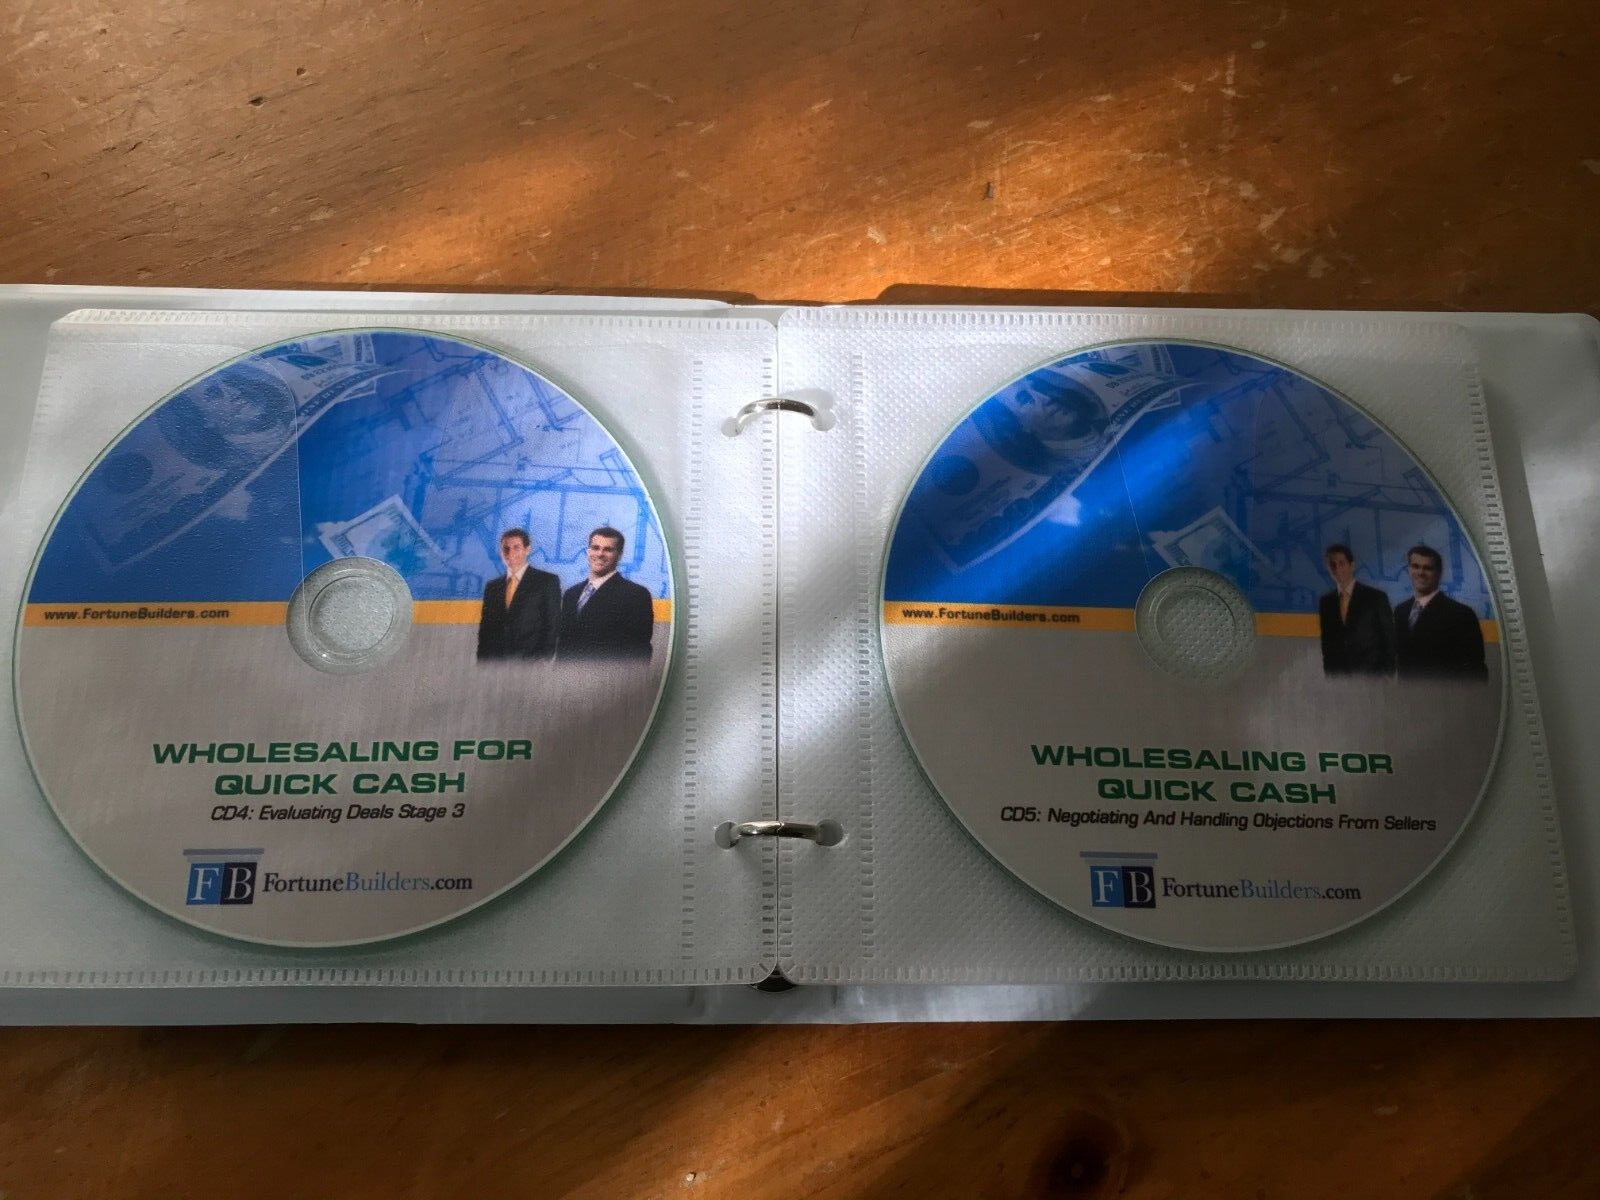 www.FortuneBuilders.com
WHOLESALING FOR
QUICK CASH
CD4: Evaluating Deals Stage 3
FB FortuneBuilders.com
www.FortuneBuilders.com
WHOLESALING FOR
QUICK CASH
CD5: Negotiating And Handling Objections From Sellers
FB FortuneBuilders.com